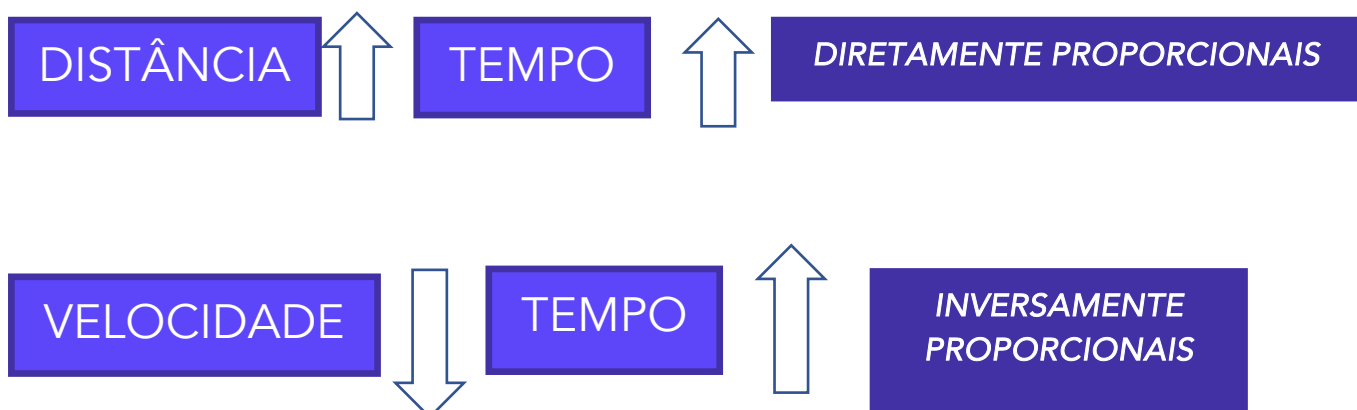 DISTÂNCIA TEMPO DIRETAMENTE PROPORCIONAIS
VELOCIDADE TEMPO INVERSAMENTE
PROPORCIONAIS